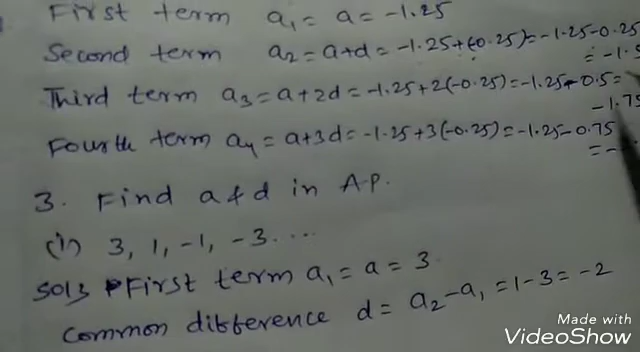 First term a₁ = a = -1.25
Second term a₂ = a+d = -1.25+(-0.25) = -1.25-0.25
= -1.5
Third term a₃ = a+2d = -1.25+2(-0.25) = -1.25-0.5 =
-1.75
Fourth term a₄ = a+3d = -1.25+3(-0.25) = -1.25-0.75
= -
3. Find a & d in A.P.
(i) 3, 1, -1, -3....
Sol: First term a₁ = a = 3
Common difference d = a₂-a₁ = 1-3 = -2
Made with
VideoShow